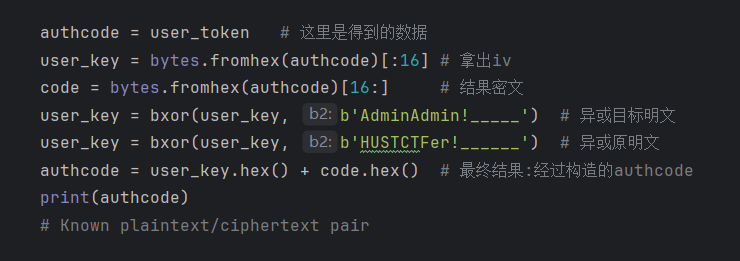 authcode = user_token   # 这里是得到的数据
user_key = bytes.fromhex(authcode)[:16] # 拿出iv
code = bytes.fromhex(authcode)[16:]     # 结果密文
user_key = bxor(user_key, b2: b'AdminAdmin!_____')  # 异或目标明文
user_key = bxor(user_key, b2: b'HUSTCTFer!______')  # 异或原明文
authcode = user_key.hex() + code.hex()  # 最终结果:经过构造的authcode
print(authcode)
# Known plaintext/ciphertext pair